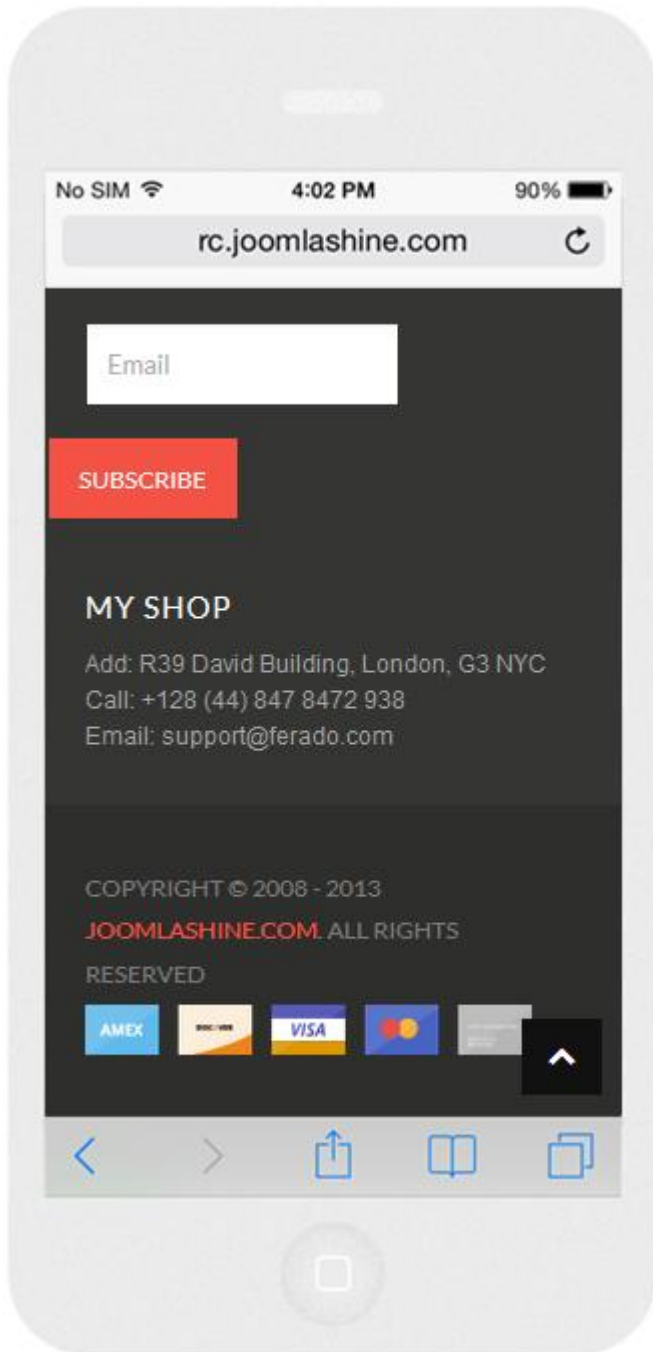 No SIM 4:02 PM 90%
rc.joomlashine.com
Email
SUBSCRIBE
MY SHOP
Add: R39 David Building, London, G3 NYC
Call: +128 (44) 847 8472 938
Email: support@ferado.com
COPYRIGHT © 2008 - 2013
JOOMLASHINE.COM. ALL RIGHTS
RESERVED
AMEX DISCOVER VISA